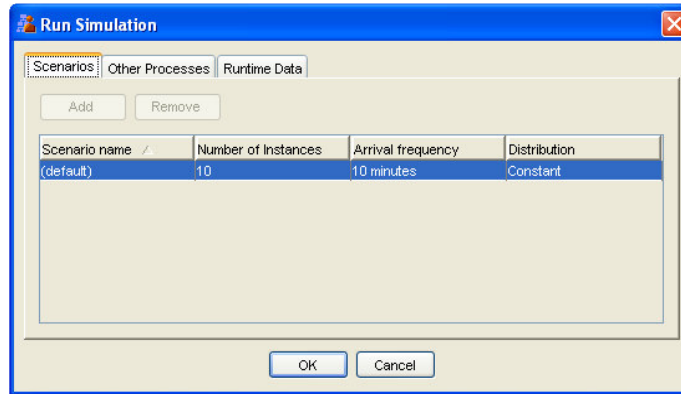 Run Simulation
Scenarios Other Processes Runtime Data
Add Remove
Scenario name Number of Instances Arrival frequency Distribution
(default) 10 10 minutes Constant
OK Cancel